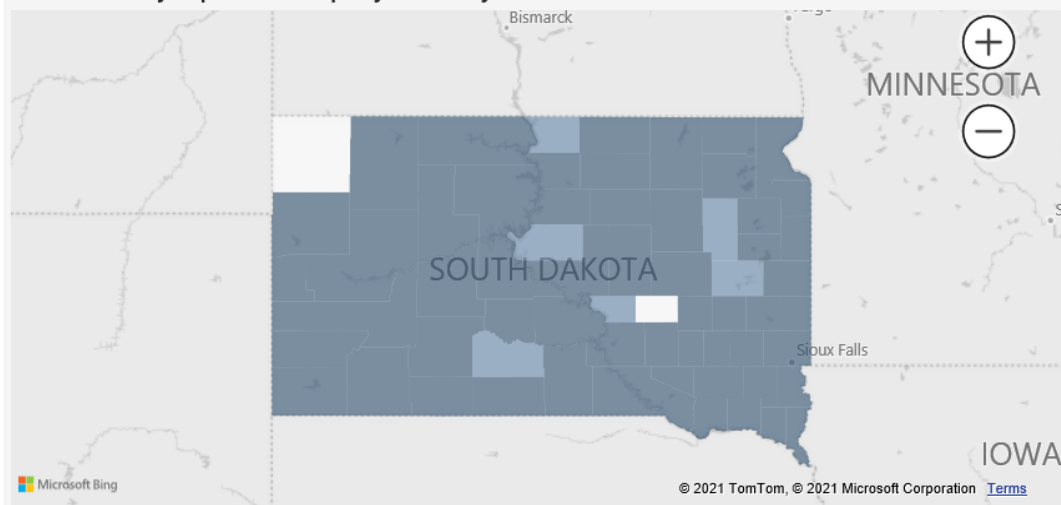 Bismarck
MINNESOTA
SOUTH DAKOTA
Sioux Falls
IOWA
Microsoft Bing
© 2021 TomTom, © 2021 Microsoft Corporation Terms